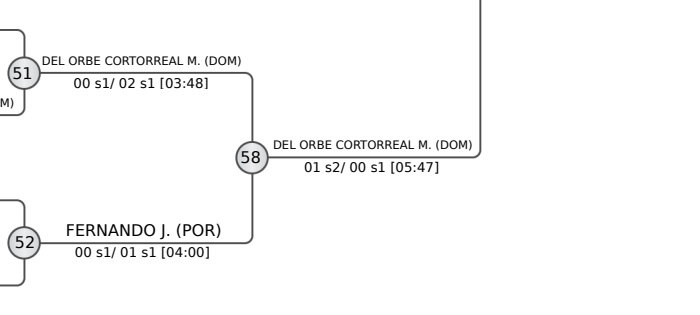 DEL ORBE CORTORREAL M. (DOM)
51
00 s1/ 02 s1 [03:48]
M)
DEL ORBE CORTORREAL M. (DOM)
58
01 s2/ 00 s1 [05:47]
FERNANDO J. (POR)
52
00 s1/ 01 s1 [04:00]